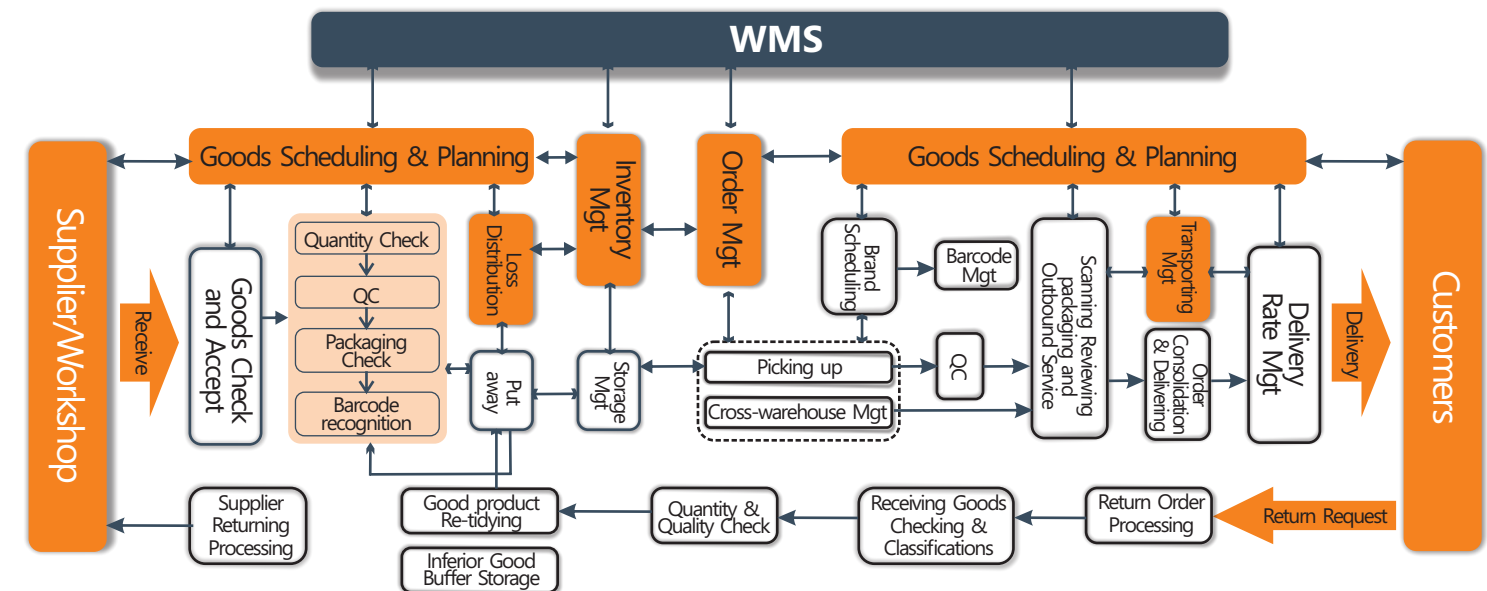 WMS
Goods Scheduling & Planning
Inventory
Mgt
Order Mgt
Goods Scheduling & Planning
Supplier/Workshop
Receive
Goods Check
and Accept
Quantity Check
QC
Packaging
Check
Barcode
recognition
Loss
Distribution
Put
away
Storage
Mgt
Brand
Scheduling
Barcode
Mgt
Picking up
Cross-warehouse Mgt
QC
Scanning Reviewing
packaging and
Outbound Service
Transporting
Mgt
Order
Consolidation
& Delivering
Delivery
Rate Mgt
Delivery
Customers
Supplier
Returning
Processing
Good product
Re-tidying
Inferior Good
Buffer Storage
Quantity &
Quality Check
Receiving Goods
Checking &
Classifications
Return Order
Processing
Return Request